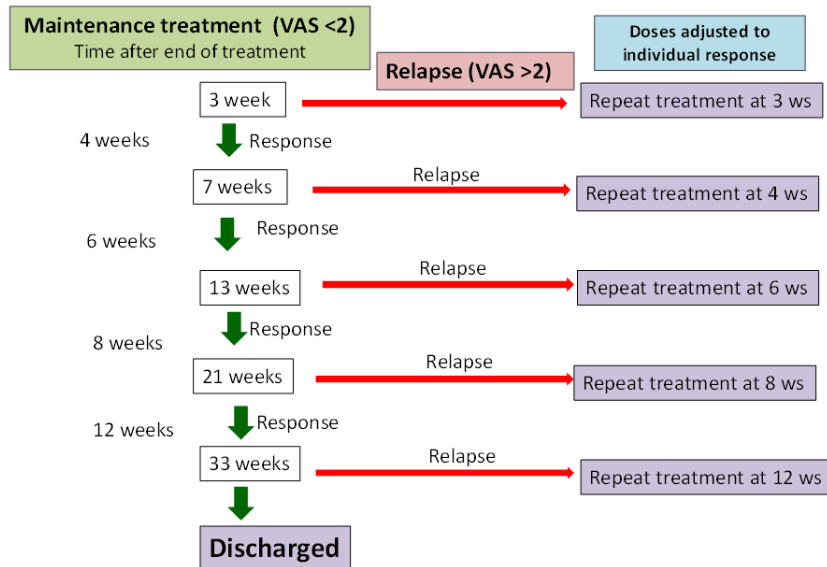 Maintenance treatment (VAS <2)
Time after end of treatment
Relapse (VAS >2)
Doses adjusted to
individual response
3 week
Repeat treatment at 3 ws
4 weeks
Response
7 weeks
Relapse
Repeat treatment at 4 ws
6 weeks
Response
13 weeks
Relapse
Repeat treatment at 6 ws
8 weeks
Response
21 weeks
Relapse
Repeat treatment at 8 ws
12 weeks
Response
33 weeks
Relapse
Repeat treatment at 12 ws
Discharged